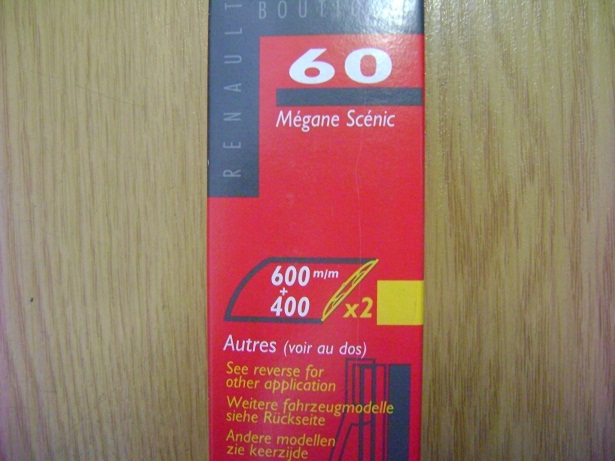 RENAULT
BOUTI
60
Mégane Scénic
600 m/m
+
400
x2
Autres (voir au dos)
See reverse for
other application
Weitere fahrzeugmodelle
siehe Rückseite
Andere modellen
zie keerzijde